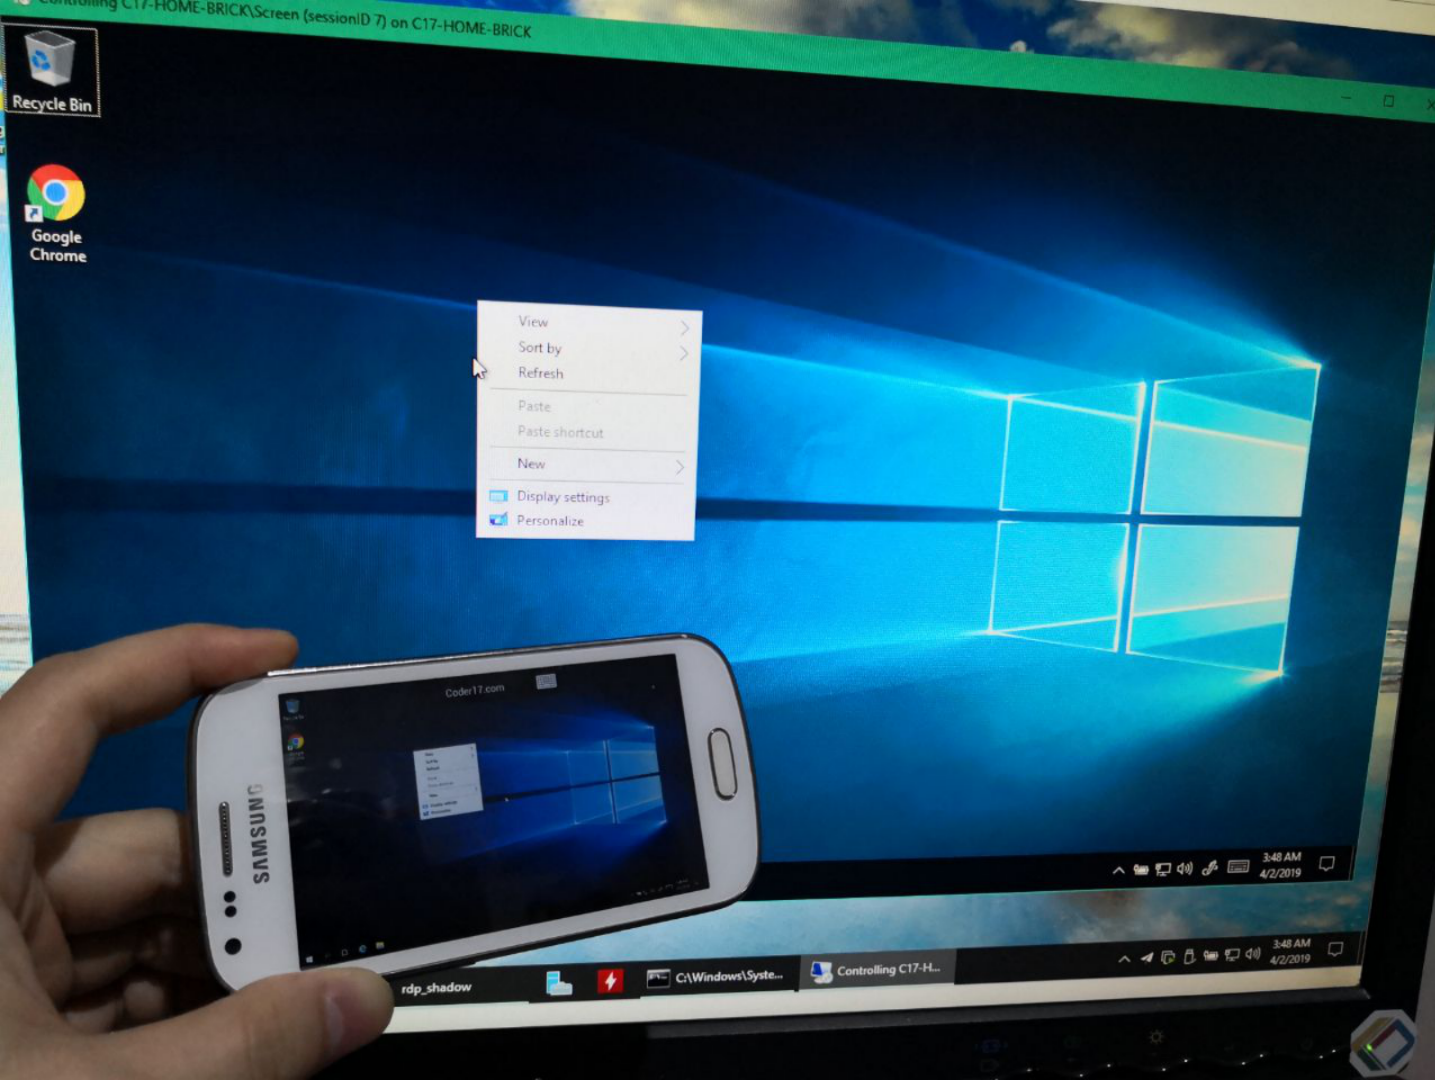 Controlling C17-HOME-BRICK\Screen (sessionID 7) on C17-HOME-BRICK
Recycle Bin
Google
Chrome
View
Sort by
Refresh
Paste
Paste shortcut
New
Display settings
Personalize
Coder17.com
SAMSUNG
3:48 AM
4/2/2019
rdp_shadow
C:\Windows\Syste...
Controlling C17-H...
3:48 AM
4/2/2019